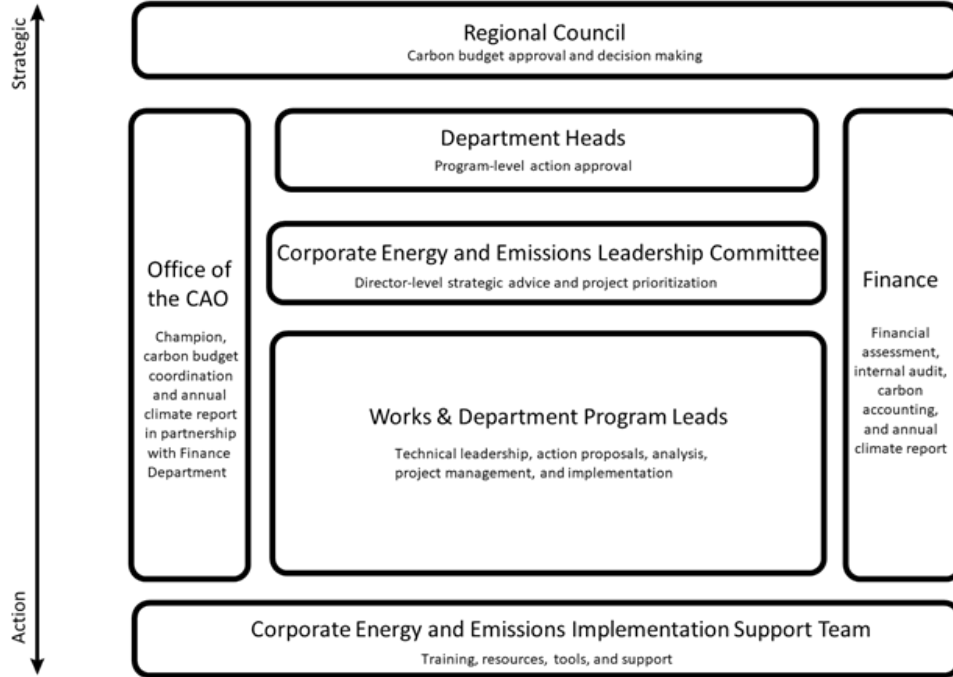 Strategic
Regional Council
Carbon budget approval and decision making
Department Heads
Program-level action approval
Corporate Energy and Emissions Leadership Committee
Director-level strategic advice and project prioritization
Office of
the CAO
Champion,
carbon budget
coordination
and annual
climate report
in partnership
with Finance
Department
Works & Department Program Leads
Technical leadership, action proposals, analysis,
project management, and implementation
Finance
Financial
assessment,
internal audit,
carbon
accounting,
and annual
climate report
Action
Corporate Energy and Emissions Implementation Support Team
Training, resources, tools, and support